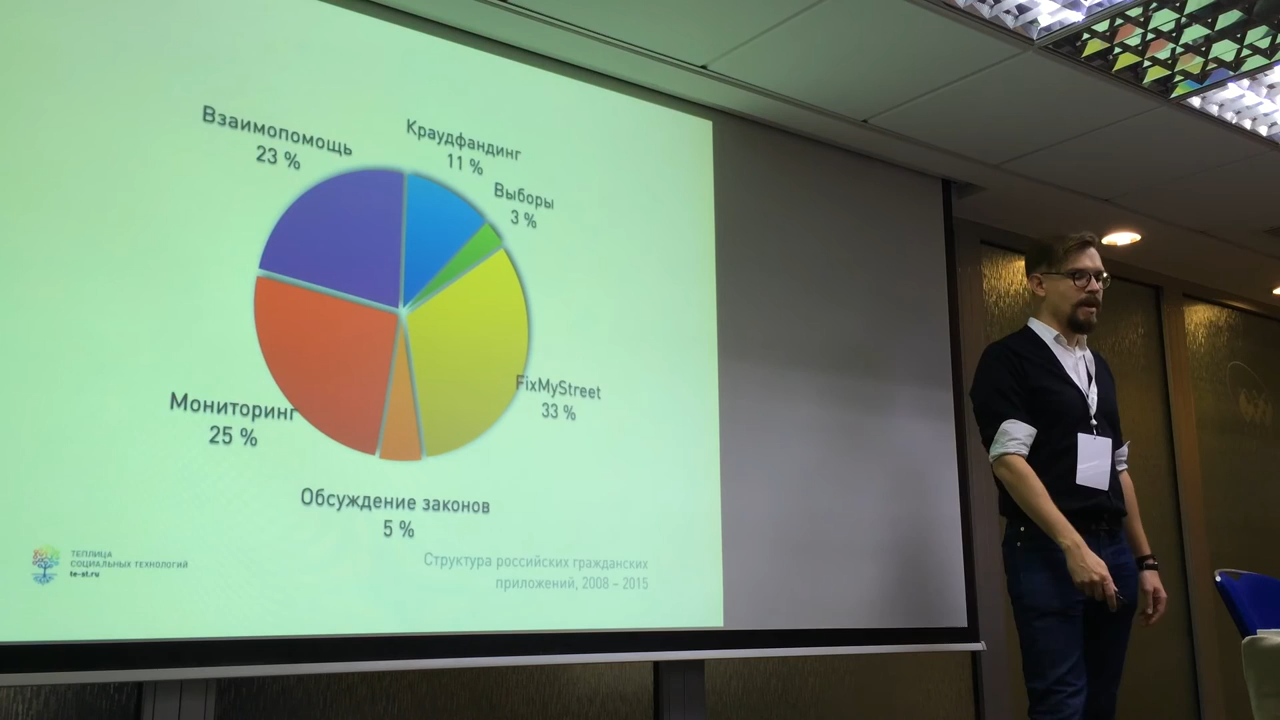 Взаимопомощь
23 %
Краудфандинг
11 %
Выборы
3 %
FixMyStreet
33 %
Мониторинг
25 %
Обсуждение законов
5 %
ТЕПЛИЦА
СОЦИАЛЬНЫХ ТЕХНОЛОГИЙ
te-st.ru
Структура российских гражданских
приложений, 2008 – 2015